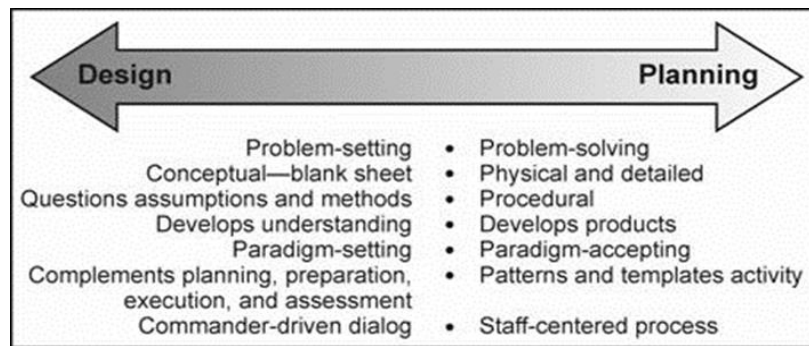 Design Planning
Problem-setting • Problem-solving
Conceptual—blank sheet • Physical and detailed
Questions assumptions and methods • Procedural
Develops understanding • Develops products
Paradigm-setting • Paradigm-accepting
Complements planning, preparation, • Patterns and templates activity
execution, and assessment
Commander-driven dialog • Staff-centered process